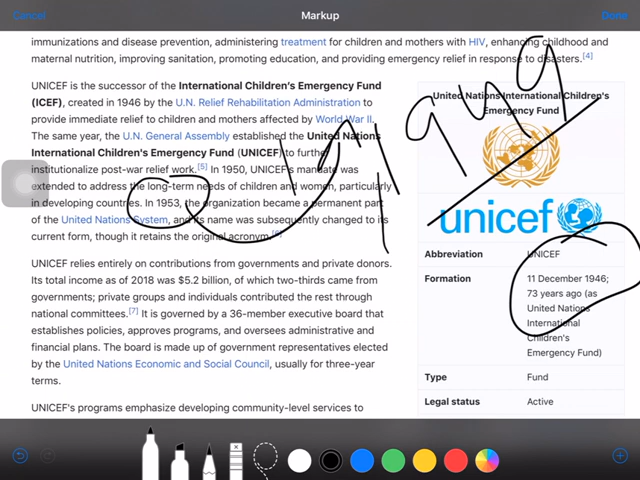 Cancel
Markup
Done
immunizations and disease prevention, administering treatment for children and mothers with HIV, enhancing childhood and
maternal nutrition, improving sanitation, promoting education, and providing emergency relief in response to disasters.[4]
UNICEF is the successor of the International Children's Emergency Fund
(ICEF), created in 1946 by the U.N. Relief Rehabilitation Administration to
provide immediate relief to children and mothers affected by World War II.
The same year, the U.N. General Assembly established the United Nations
International Children's Emergency Fund (UNICEF) to further
institutionalize post-war relief work.[5] In 1950, UNICEF's mandate was
extended to address the long-term needs of children and women, particularly
in developing countries. In 1953, the organization became a permanent part
of the United Nations System, and its name was subsequently changed to its
current form, though it retains the original acronym.[6]
UNICEF relies entirely on contributions from governments and private donors.
Its total income as of 2018 was $5.2 billion, of which two-thirds came from
governments; private groups and individuals contributed the rest through
national committees.[7] It is governed by a 36-member executive board that
establishes policies, approves programs, and oversees administrative and
financial plans. The board is made up of government representatives elected
by the United Nations Economic and Social Council, usually for three-year
terms.
UNICEF's programs emphasize developing community-level services to
United Nations International Children's
Emergency Fund
unicef
Abbreviation UNICEF
Formation 11 December 1946;
73 years ago (as
United Nations
International
Children's
Emergency Fund)
Type Fund
Legal status Active